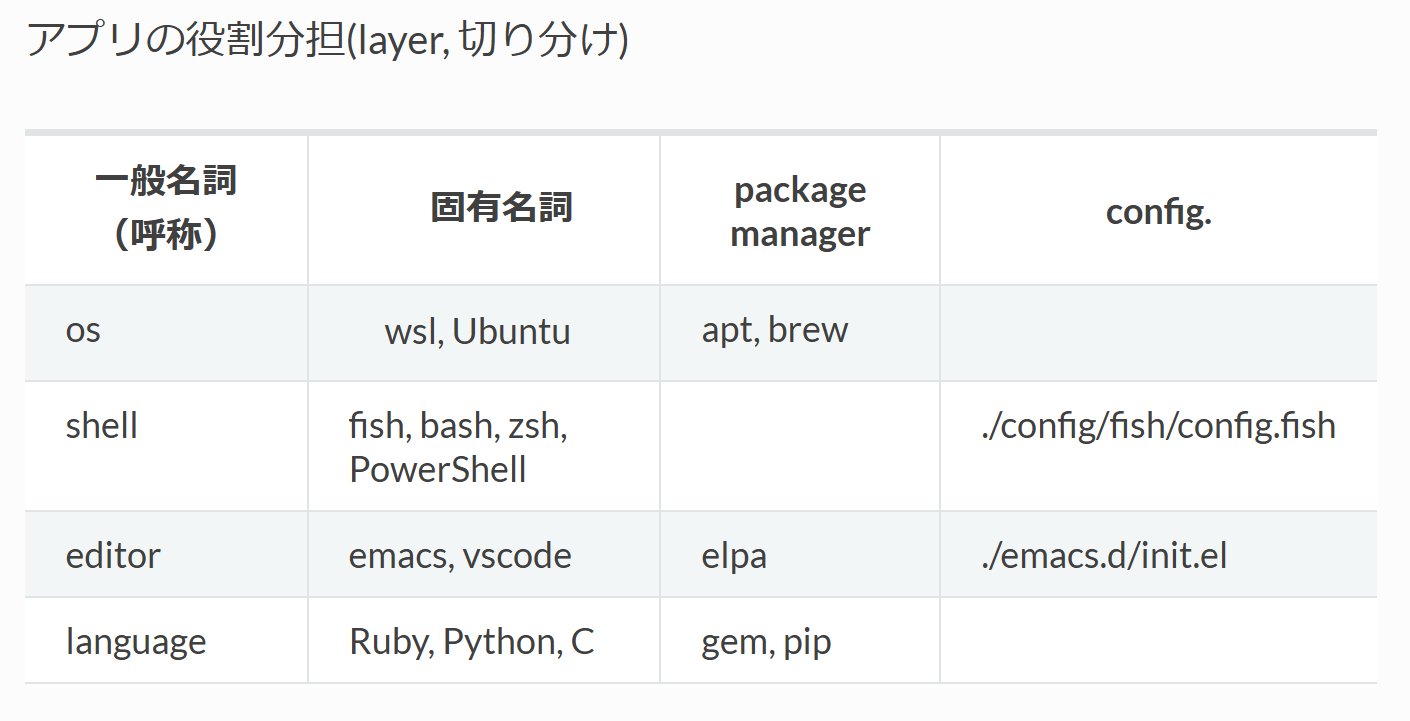 アプリの役割分担(layer, 切り分け)
一般名詞
（呼称）
固有名詞
package
manager
config.
os
wsl, Ubuntu
apt, brew
shell
fish, bash, zsh,
PowerShell
./config/fish/config.fish
editor
emacs, vscode
elpa
./emacs.d/init.el
language
Ruby, Python, C
gem, pip